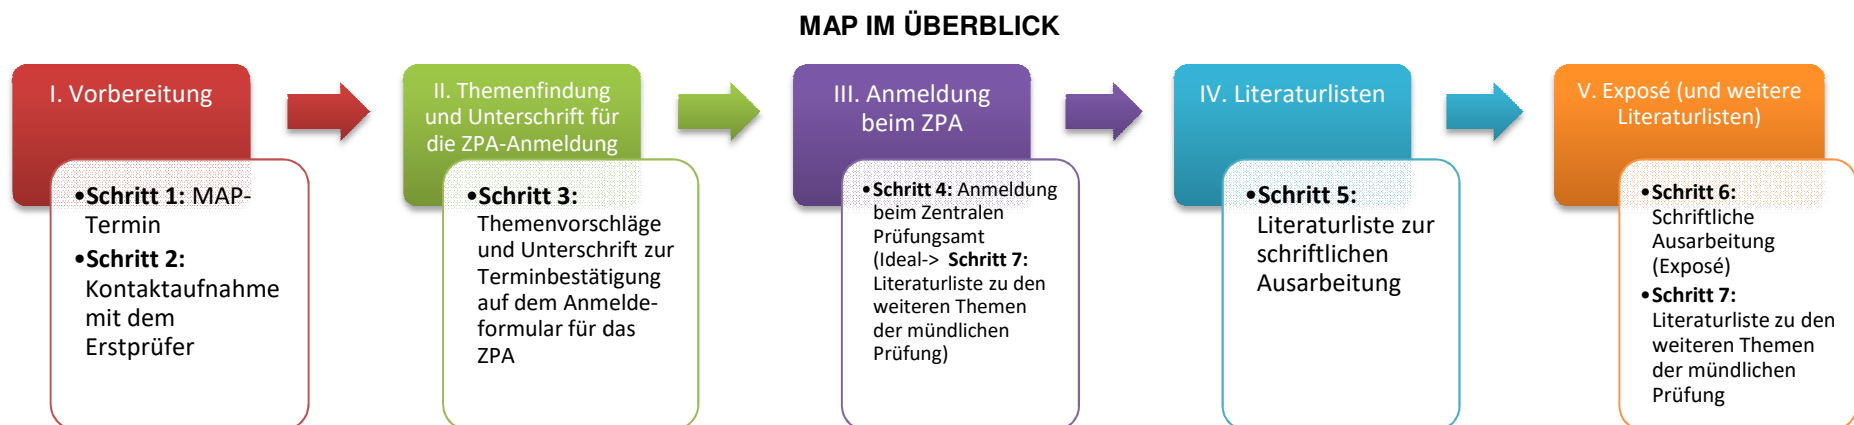 MAP IM ÜBERBLICK
I. Vorbereitung
•Schritt 1: MAP-
Termin
•Schritt 2:
Kontaktaufnahme
mit dem
Erstprüfer
II. Themenfindung
und Unterschrift für
die ZPA-Anmeldung
•Schritt 3:
Themenvorschläge
und Unterschrift zur
Terminbestätigung
auf dem Anmelde-
formular für das
ZPA
III. Anmeldung
beim ZPA
•Schritt 4: Anmeldung
beim Zentralen
Prüfungsamt
(Ideal-> Schritt 7:
Literaturliste zu den
weiteren Themen
der mündlichen
Prüfung)
IV. Literaturlisten
•Schritt 5:
Literaturliste zur
schriftlichen
Ausarbeitung
V. Exposé (und weitere
Literaturlisten)
•Schritt 6:
Schriftliche
Ausarbeitung
(Exposé)
•Schritt 7:
Literaturliste zu den
weiteren Themen
der mündlichen
Prüfung